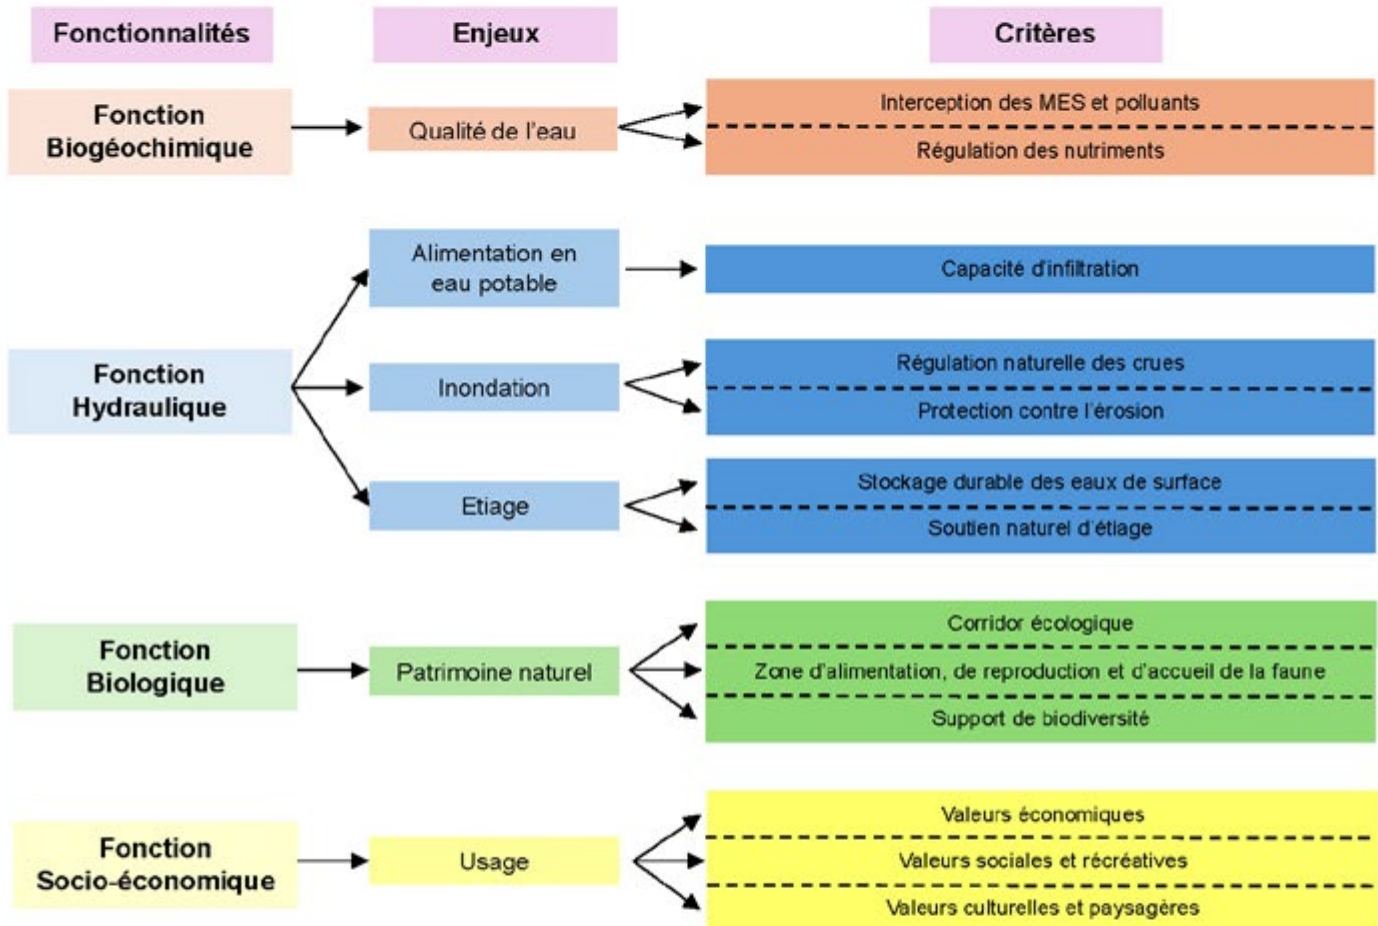 Fonctionnalités
Enjeux
Critères
Fonction
Biogéochimique
Qualité de l'eau
Interception des MES et polluants
Régulation des nutriments
Fonction
Hydraulique
Alimentation en
eau potable
Capacité d'infiltration
Inondation
Régulation naturelle des crues
Protection contre l'érosion
Etiage
Stockage durable des eaux de surface
Soutien naturel d'étiage
Fonction
Biologique
Patrimoine naturel
Corridor écologique
Zone d'alimentation, de reproduction et d'accueil de la faune
Support de biodiversité
Fonction
Socio-économique
Usage
Valeurs économiques
Valeurs sociales et récréatives
Valeurs culturelles et paysagères